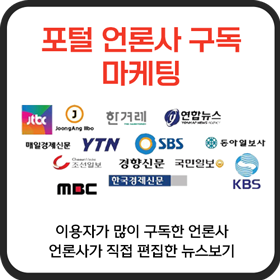 포털 언론사 구독
마케팅
jtbc
JoongAng Ilbo
한겨레
연합뉴스
매일경제신문
YTN
SBS
동아일보사
조선일보
경향신문
국민일보
KBS
mbc
한국경제신문
이용자가 많이 구독한 언론사
언론사가 직접 편집한 뉴스보기